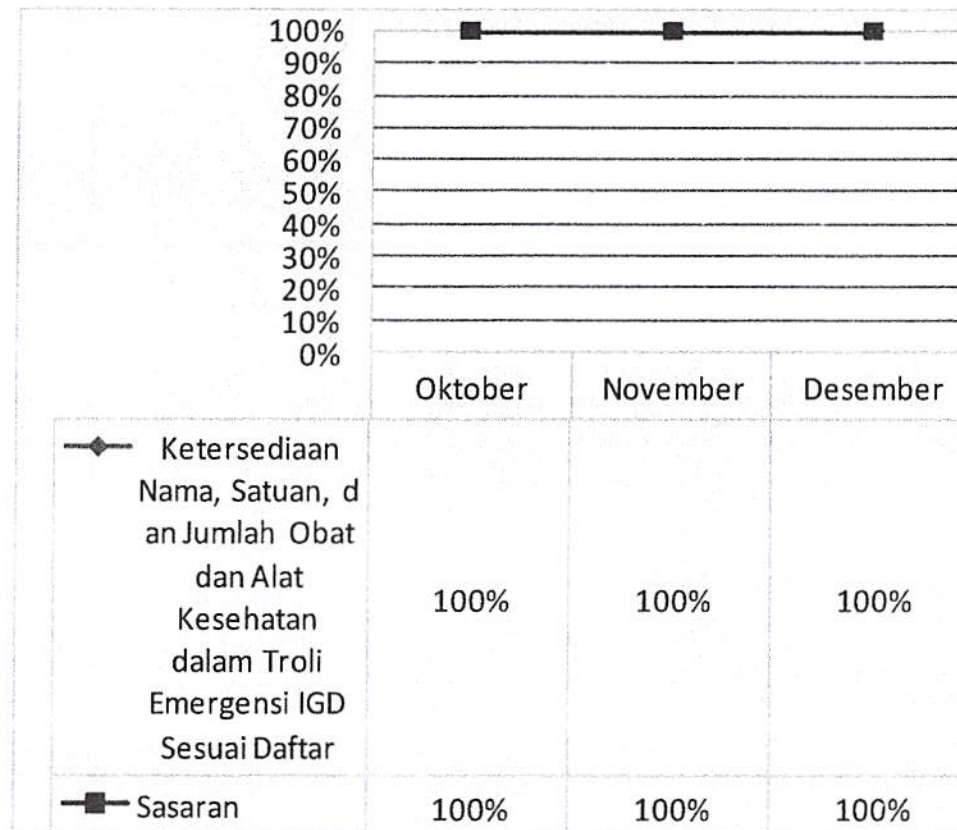 100%
90%
80%
70%
60%
50%
40%
30%
20%
10%
0%
Oktober November Desember
Ketersediaan
Nama, Satuan, d
an Jumlah Obat
dan Alat
Kesehatan
dalam Troli
Emergensi IGD
Sesuai Daftar
100% 100% 100%
Sasaran 100% 100% 100%